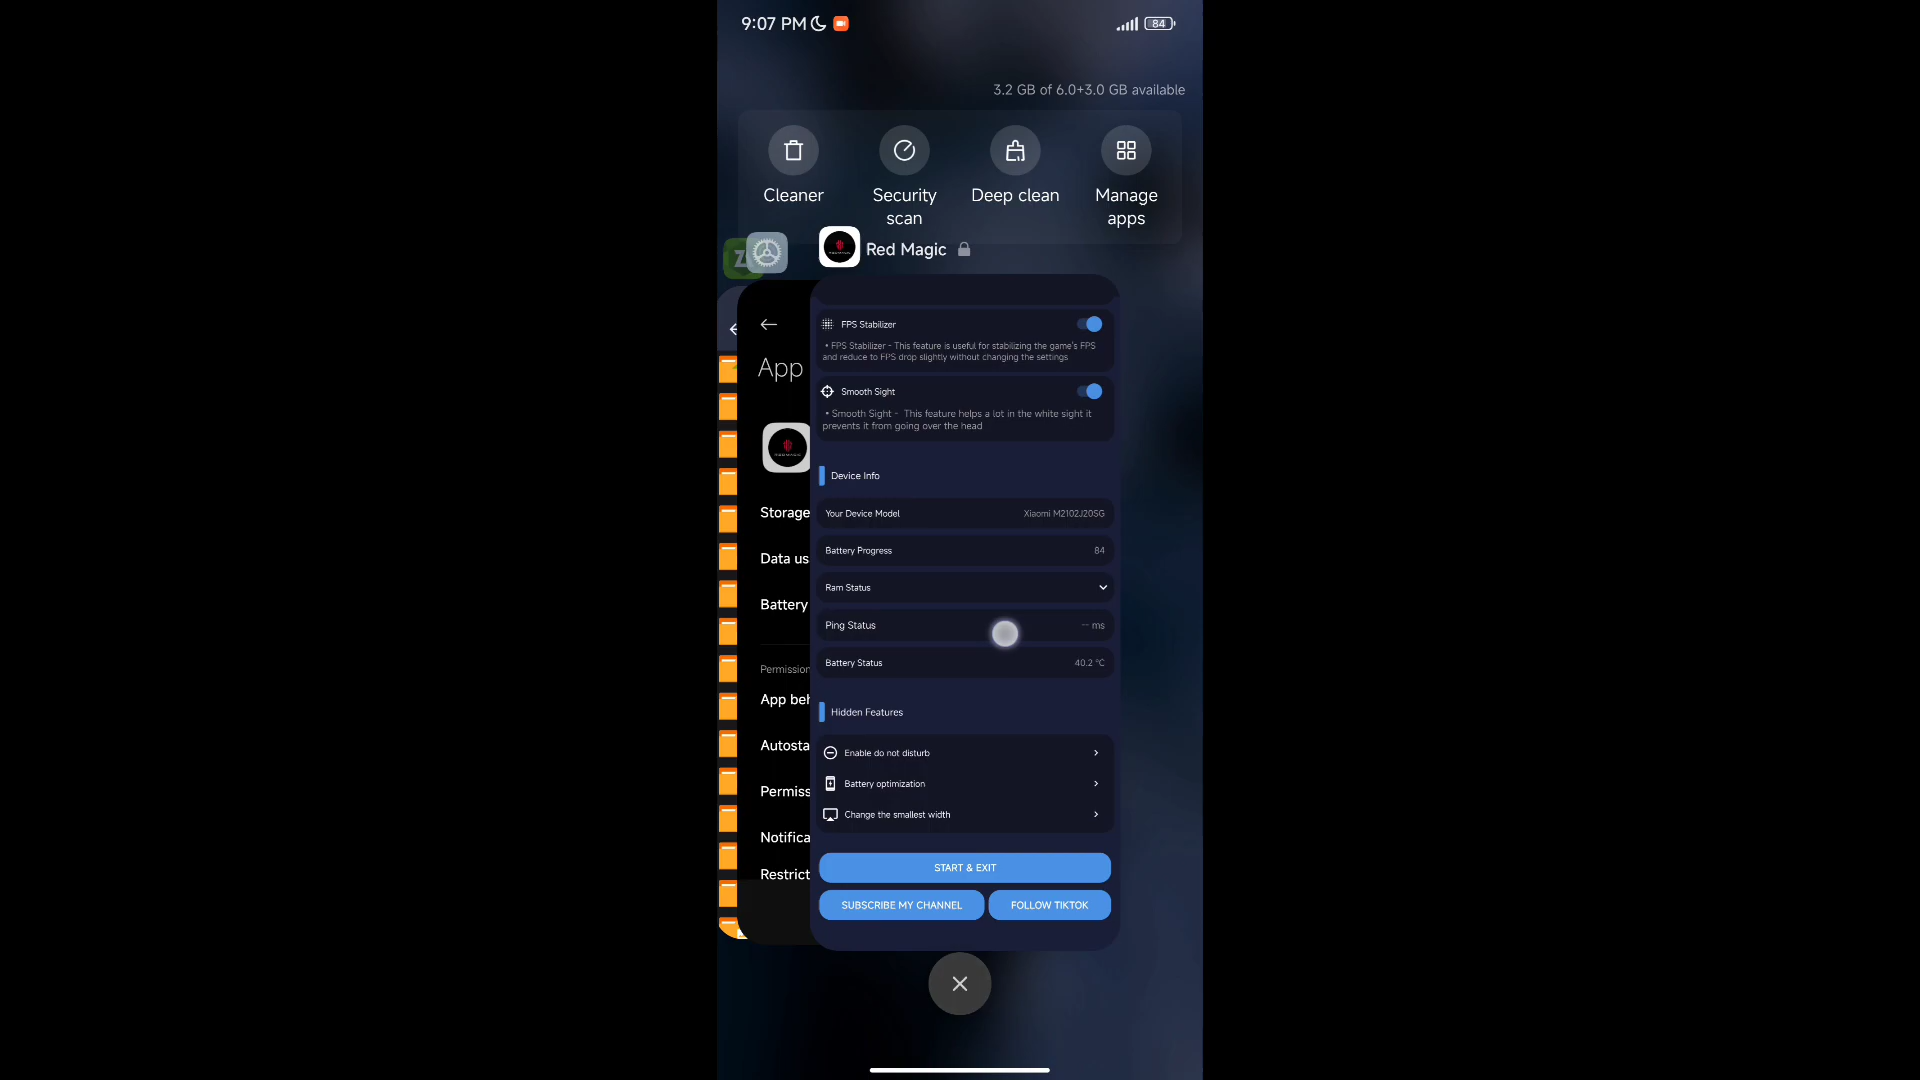 9:07 PM
84
3.2 GB of 6.0+3.0 GB available
Cleaner
Security
scan
Deep clean
Manage
apps
Z
Red Magic
FPS Stabilizer
• FPS Stabilizer - This feature is useful for stabilizing the game's FPS
and reduce to FPS drop slightly without changing the settings
App
Smooth Sight
• Smooth Sight - This feature helps a lot in the white sight it
prevents it from going over the head
Device Info
Storage
Your Device Model
Xiaomi M2102J20SG
Data us
Battery Progress
84
Ram Status
Battery
Ping Status
-- ms
Battery Status
40.2 °C
Permission
App beh
Hidden Features
Autosta
Enable do not disturb
Battery optimization
Permiss
Change the smallest width
Notifica
START & EXIT
Restrict
SUBSCRIBE MY CHANNEL
FOLLOW TIKTOK